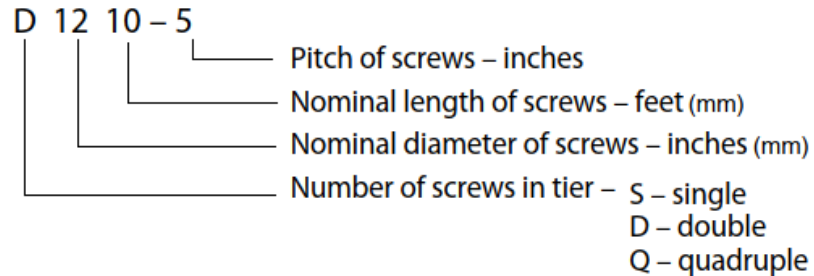 D 12 10 – 5
Pitch of screws – inches
Nominal length of screws – feet (mm)
Nominal diameter of screws – inches (mm)
Number of screws in tier – S – single
D – double
Q – quadruple